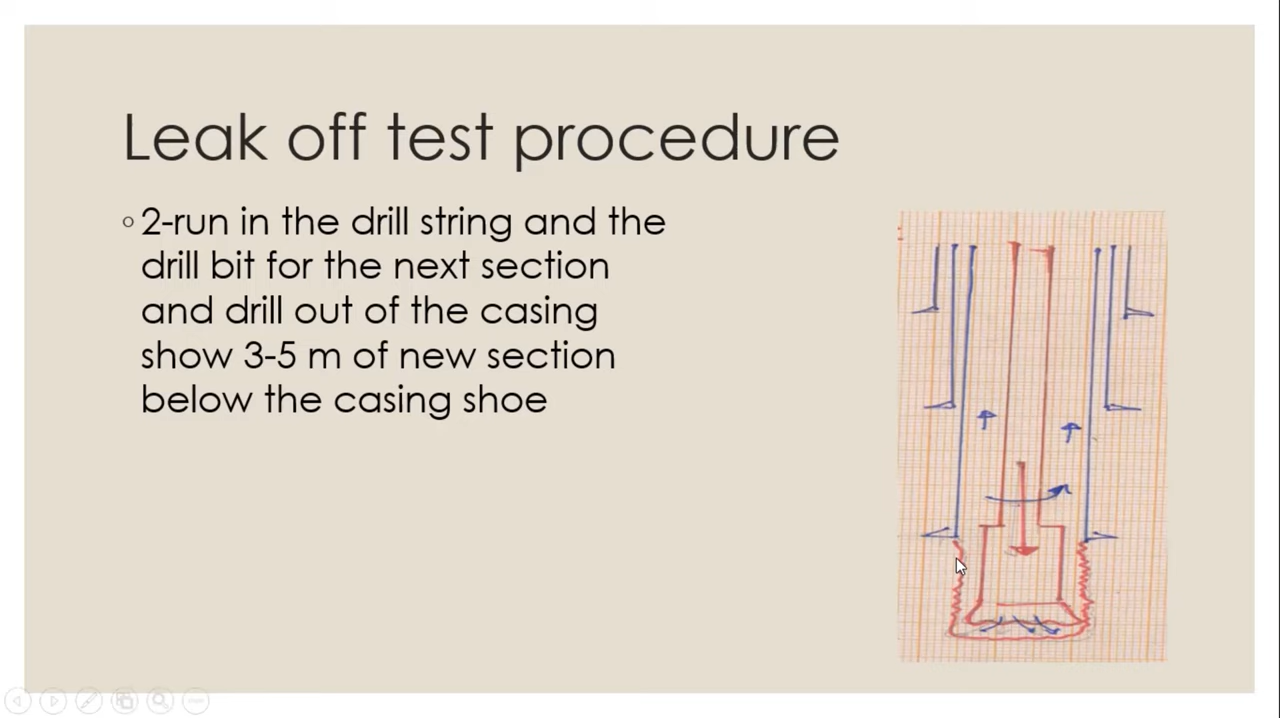 Leak off test procedure
2-run in the drill string and the
drill bit for the next section
and drill out of the casing
show 3-5 m of new section
below the casing shoe